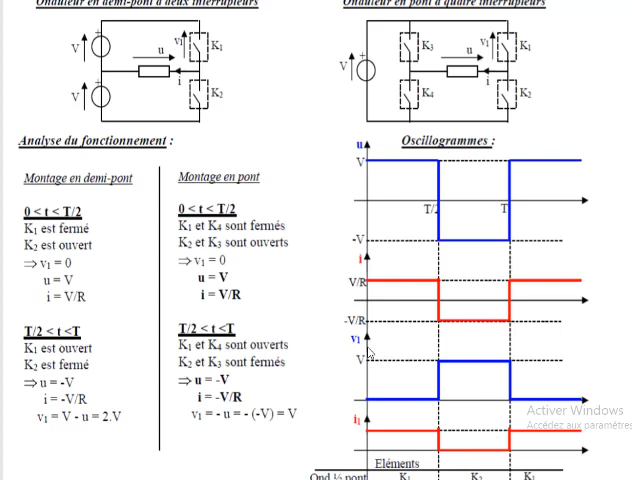 Onduleur en demi-pont à deux interrupteurs
Onduleur en pont à quatre interrupteurs
V
u
v1
K1
i
K2
V
V
K3
u
v1
K1
K4
i
K2
Analyse du fonctionnement :
Montage en demi-pont
0 < t < T/2
K1 est fermé
K2 est ouvert
⇒ v1 = 0
u = V
i = V/R
T/2 < t <T
K1 est ouvert
K2 est fermé
⇒ u = -V
i = -V/R
v1 = V - u = 2.V
Montage en pont
0 < t < T/2
K1 et K4 sont fermés
K2 et K3 sont ouverts
⇒ v1 = 0
u = V
i = V/R
T/2 < t <T
K1 et K4 sont ouverts
K2 et K3 sont fermés
⇒ u = -V
i = -V/R
v1 = - u = - (-V) = V
Oscillogrammes :
u
V
T/2
T
-V
i
V/R
-V/R
v1
V
i1
Activer Windows
Accédez aux paramètres
Eléments
Ond ½ pont
K1
K2
K1